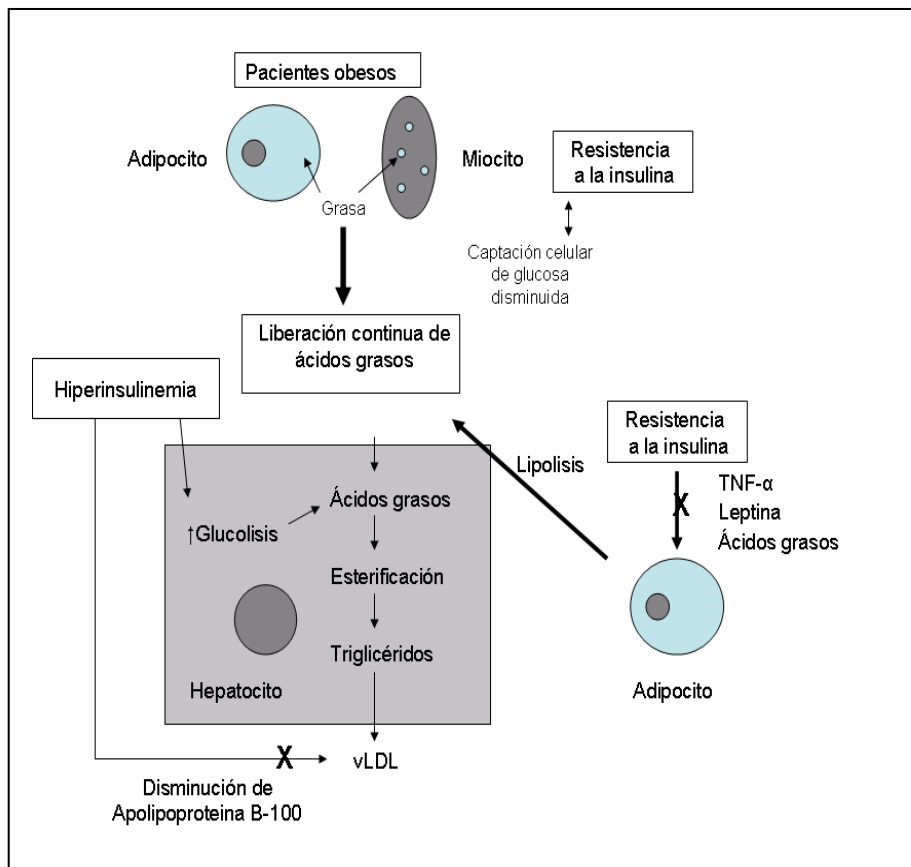 Pacientes obesos
Adipocito
Miocito
Grasa
Resistencia
a la insulina
Captación celular
de glucosa
disminuida
Liberación continua de
ácidos grasos
Hiperinsulinemia
Resistencia
a la insulina
Lipolisis
TNF-α
Leptina
Ácidos grasos
Ácidos grasos
↑Glucolisis
Esterificación
Triglicéridos
Hepatocito
Adipocito
X
X
vLDL
Disminución de
Apolipoproteina B-100